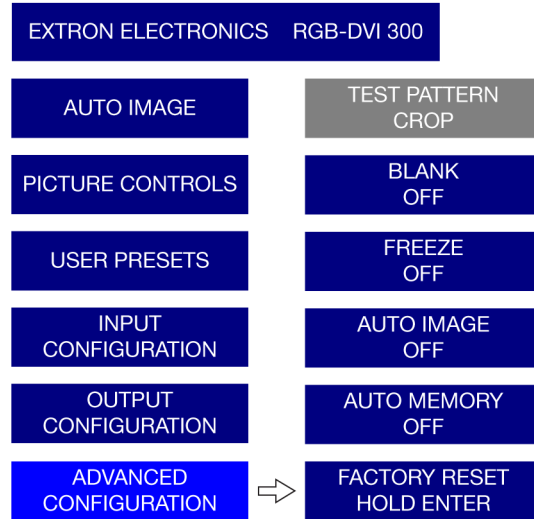 EXTRON ELECTRONICS RGB-DVI 300
AUTO IMAGE
PICTURE CONTROLS
USER PRESETS
INPUT
CONFIGURATION
OUTPUT
CONFIGURATION
ADVANCED
CONFIGURATION
TEST PATTERN
CROP
BLANK
OFF
FREEZE
OFF
AUTO IMAGE
OFF
AUTO MEMORY
OFF
FACTORY RESET
HOLD ENTER